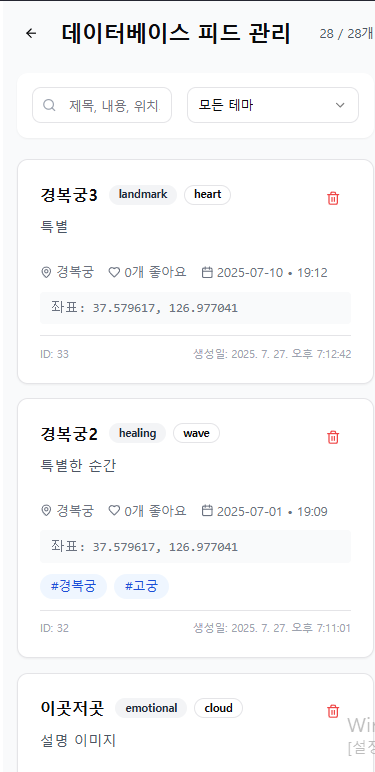 데이터베이스 피드 관리 28 / 28개
제목, 내용, 위치 모든 테마
경복궁3 landmark heart
특별
경복궁 0개 좋아요 2025-07-10 • 19:12
좌표: 37.579617, 126.977041
ID: 33 생성일: 2025. 7. 27. 오후 7:12:42
경복궁2 healing wave
특별한 순간
경복궁 0개 좋아요 2025-07-01 • 19:09
좌표: 37.579617, 126.977041
#경복궁 #고궁
ID: 32 생성일: 2025. 7. 27. 오후 7:11:01
이곳저곳 emotional cloud
설명 이미지